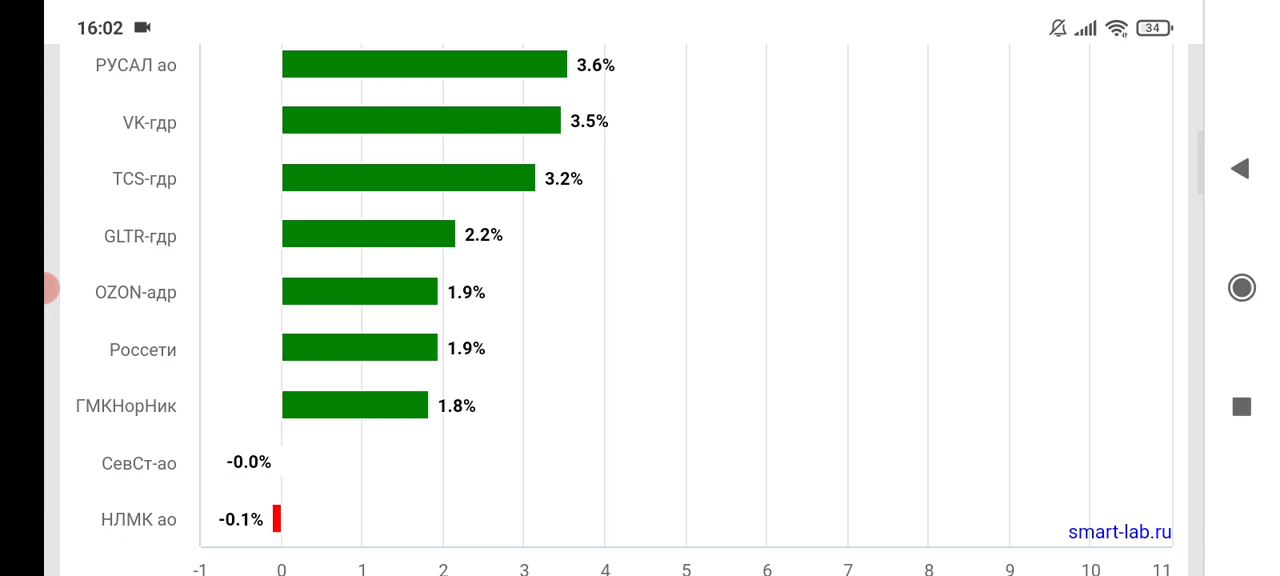 16:02
34
РУСАЛ ао 3.6%
VK-гдр 3.5%
TCS-гдр 3.2%
GLTR-гдр 2.2%
OZON-адр 1.9%
Россети 1.9%
ГМКНорНик 1.8%
СевСт-ао -0.0%
НЛМК ао -0.1%
smart-lab.ru
-1 0 1 2 3 4 5 6 7 8 9 10 11